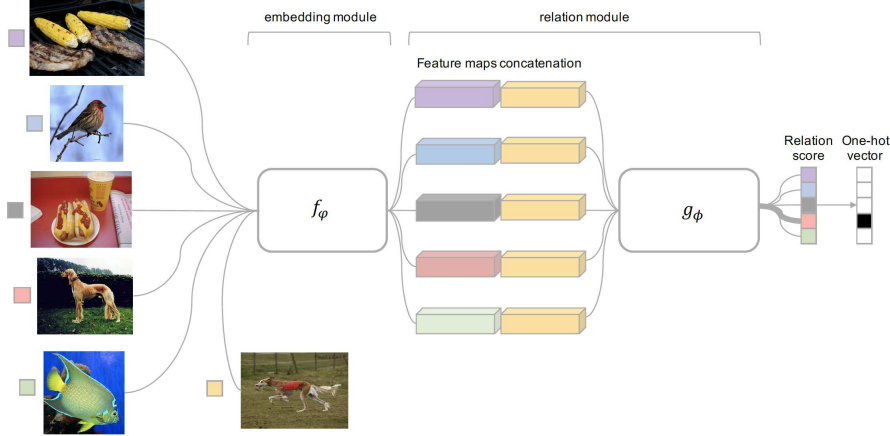 embedding module
relation module
Feature maps concatenation
Relation
score
One-hot
vector
fφ
gϕ